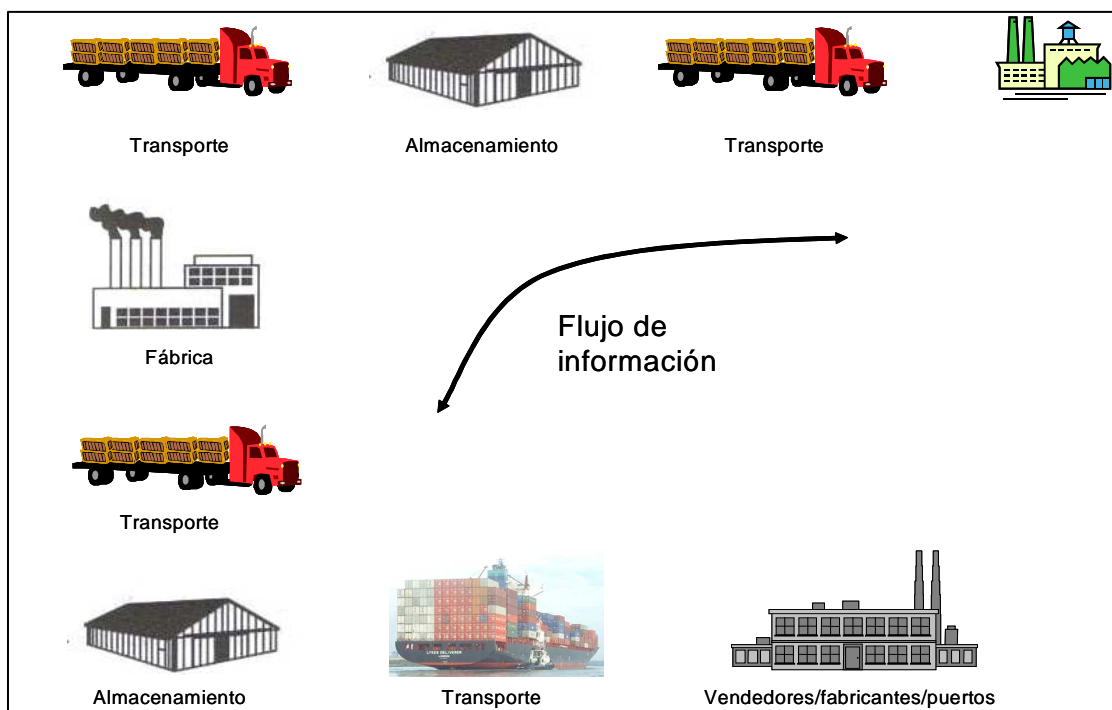 Transporte
Almacenamiento
Transporte
Fábrica
Flujo de
información
Transporte
Almacenamiento
Transporte
Vendedores/fabricantes/puertos